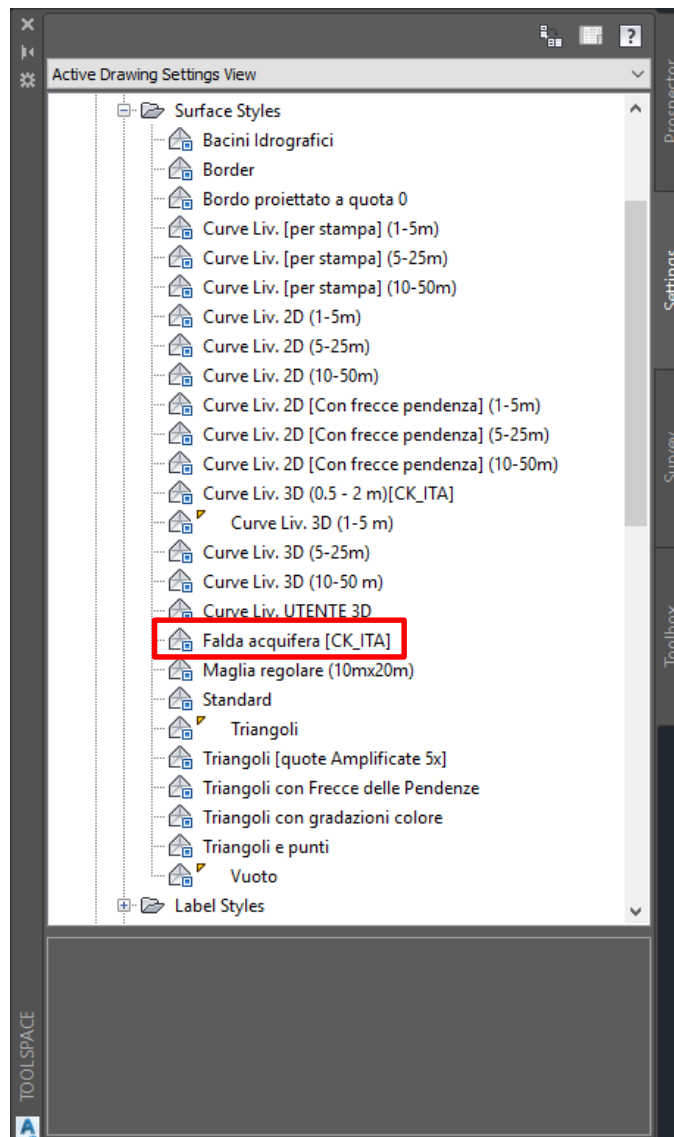 Active Drawing Settings View
Surface Styles
Bacini Idrografici
Border
Bordo proiettato a quota 0
Curve Liv. [per stampa] (1-5m)
Curve Liv. [per stampa] (5-25m)
Curve Liv. [per stampa] (10-50m)
Curve Liv. 2D (1-5m)
Curve Liv. 2D (5-25m)
Curve Liv. 2D (10-50m)
Curve Liv. 2D [Con frecce pendenza] (1-5m)
Curve Liv. 2D [Con frecce pendenza] (5-25m)
Curve Liv. 2D [Con frecce pendenza] (10-50m)
Curve Liv. 3D (0.5 - 2 m)[CK_ITA]
Curve Liv. 3D (1-5 m)
Curve Liv. 3D (5-25m)
Curve Liv. 3D (10-50 m)
Curve Liv. UTENTE 3D
Falda acquifera [CK_ITA]
Maglia regolare (10mx20m)
Standard
Triangoli
Triangoli [quote Amplificate 5x]
Triangoli con Frecce delle Pendenze
Triangoli con gradazioni colore
Triangoli e punti
Vuoto
Label Styles
Prospector
Settings
Survey
Toolbox
TOOLSPACE